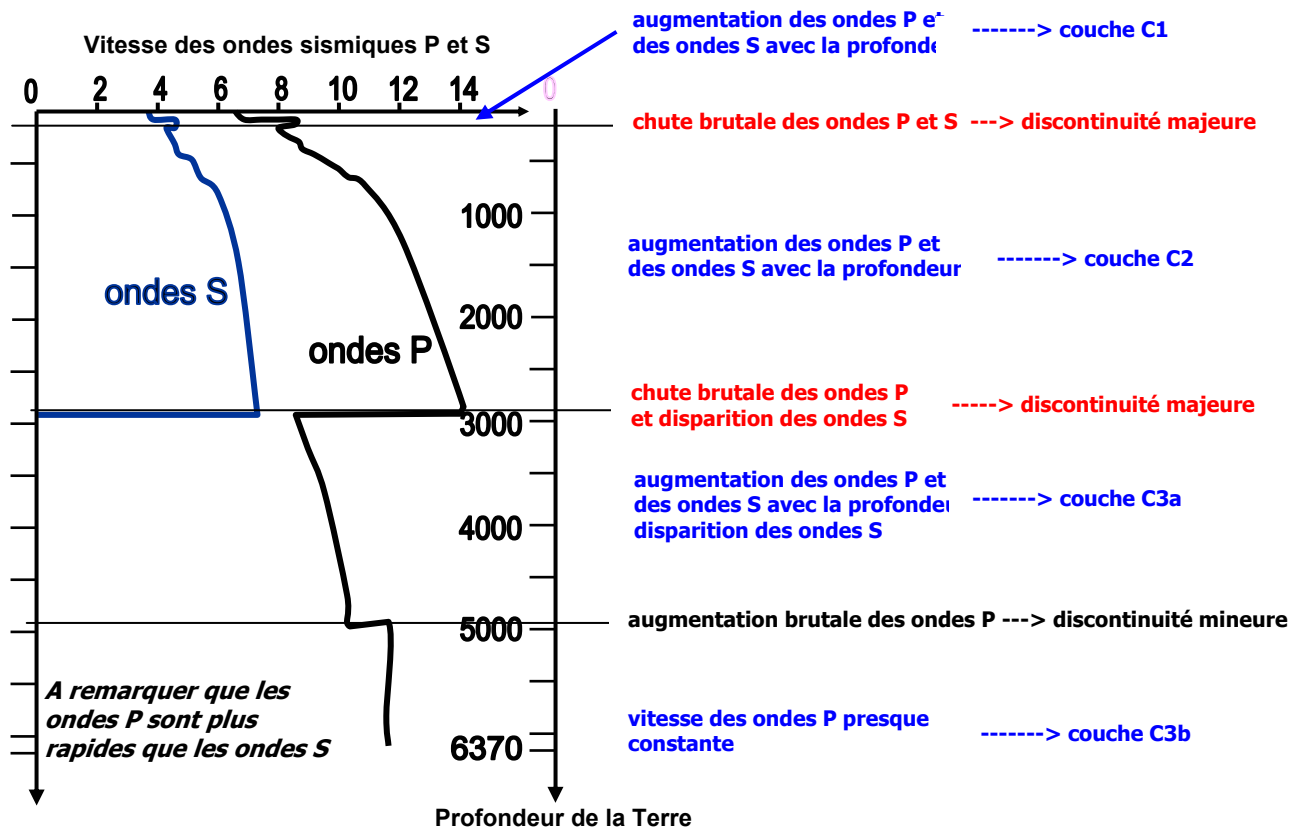 augmentation des ondes P et
des ondes S avec la profonde
-------> couche C1
Vitesse des ondes sismiques P et S
0 2 4 6 8 10 12 14 0
chute brutale des ondes P et S ---> discontinuité majeure
1000
augmentation des ondes P et
des ondes S avec la profondeur
-------> couche C2
ondes S
2000
ondes P
chute brutale des ondes P
et disparition des ondes S
-----> discontinuité majeure
3000
augmentation des ondes P et
des ondes S avec la profondeu
disparition des ondes S
-------> couche C3a
4000
augmentation brutale des ondes P ---> discontinuité mineure
5000
A remarquer que les
ondes P sont plus
rapides que les ondes S
vitesse des ondes P presque
constante
-------> couche C3b
6370
Profondeur de la Terre